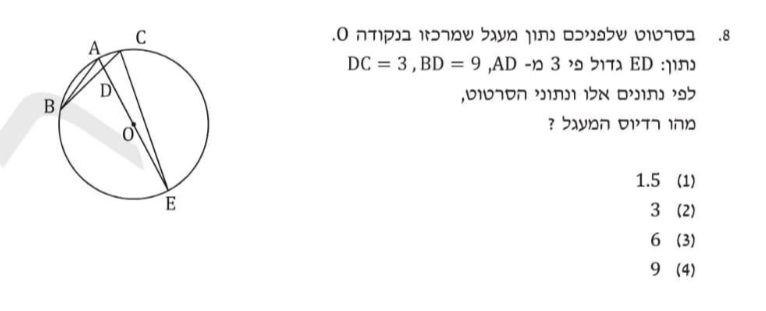 8. בסרטוט שלפניכם נתון מעגל שמרכזו בנקודה O.
נתון: ED גדול פי 3 מ- AD, BD = 9, DC = 3
לפי נתונים אלו ונתוני הסרטוט,
מהו רדיוס המעגל ?
(1) 1.5
(2) 3
(3) 6
(4) 9
C
A
D
B
O
E